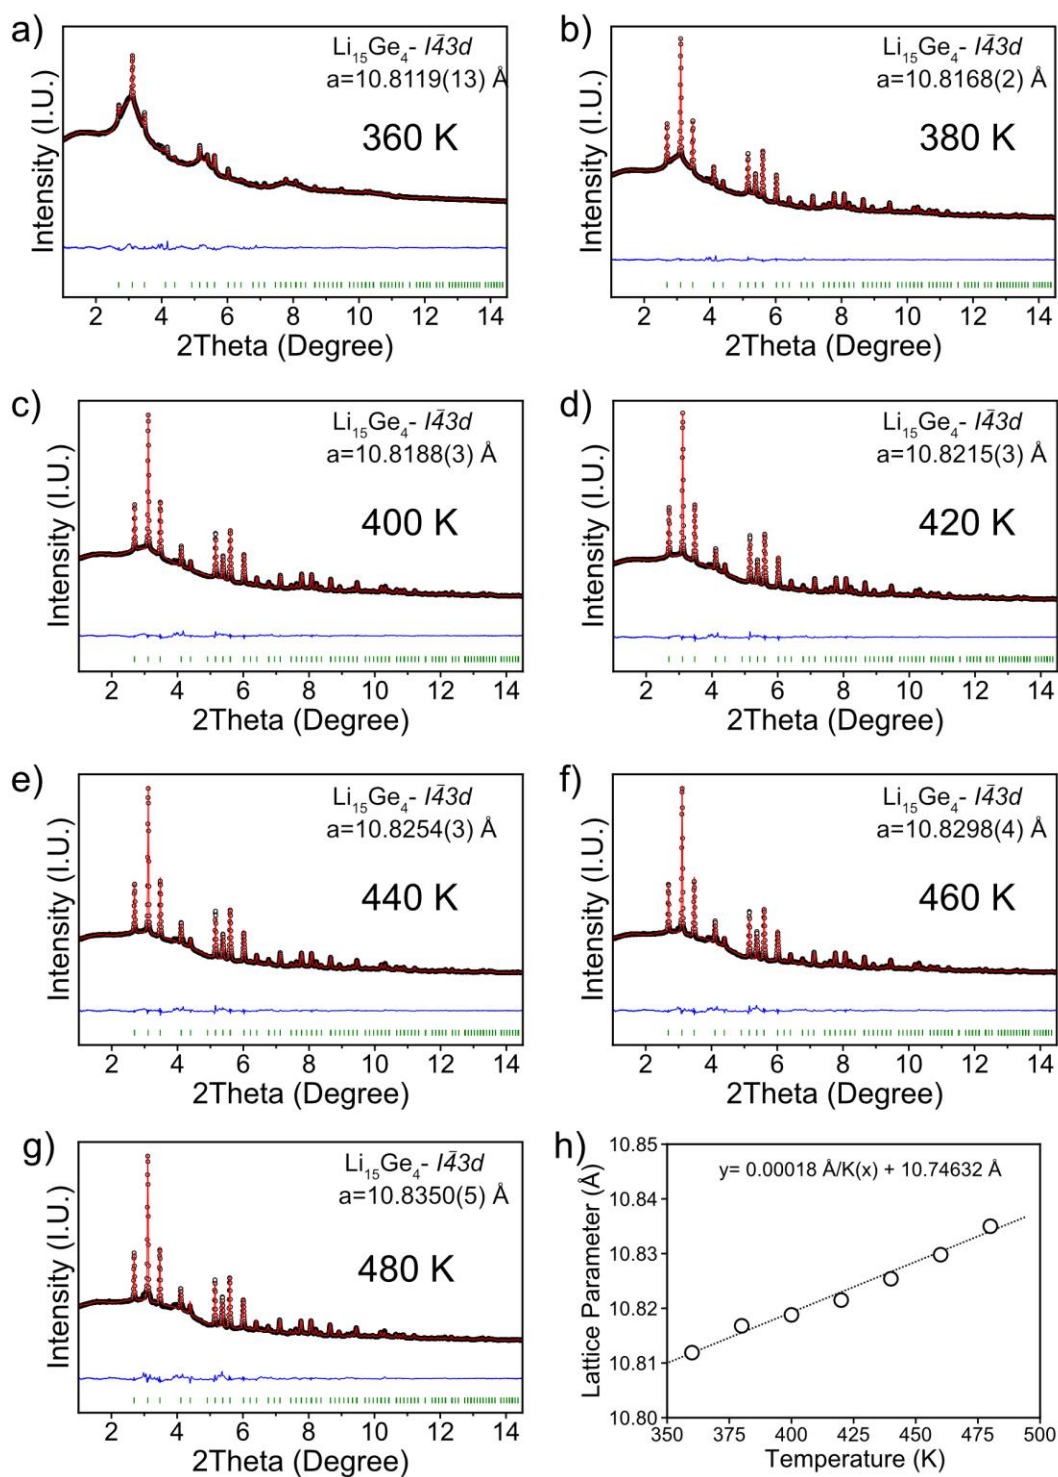 a)
Li₁₅Ge₄- I4̄3d
a=10.8119(13) Å
360 K
Intensity (I.U.)
2 4 6 8 10 12 14
2Theta (Degree)
b)
Li₁₅Ge₄- I4̄3d
a=10.8168(2) Å
380 K
Intensity (I.U.)
2 4 6 8 10 12 14
2Theta (Degree)
c)
Li₁₅Ge₄- I4̄3d
a=10.8188(3) Å
400 K
Intensity (I.U.)
2 4 6 8 10 12 14
2Theta (Degree)
d)
Li₁₅Ge₄- I4̄3d
a=10.8215(3) Å
420 K
Intensity (I.U.)
2 4 6 8 10 12 14
2Theta (Degree)
e)
Li₁₅Ge₄- I4̄3d
a=10.8254(3) Å
440 K
Intensity (I.U.)
2 4 6 8 10 12 14
2Theta (Degree)
f)
Li₁₅Ge₄- I4̄3d
a=10.8298(4) Å
460 K
Intensity (I.U.)
2 4 6 8 10 12 14
2Theta (Degree)
g)
Li₁₅Ge₄- I4̄3d
a=10.8350(5) Å
480 K
Intensity (I.U.)
2 4 6 8 10 12 14
2Theta (Degree)
h)
y= 0.00018 Å/K(x) + 10.74632 Å
Lattice Parameter (Å)
10.85
10.84
10.83
10.82
10.81
10.80
350 375 400 425 450 475 500
Temperature (K)